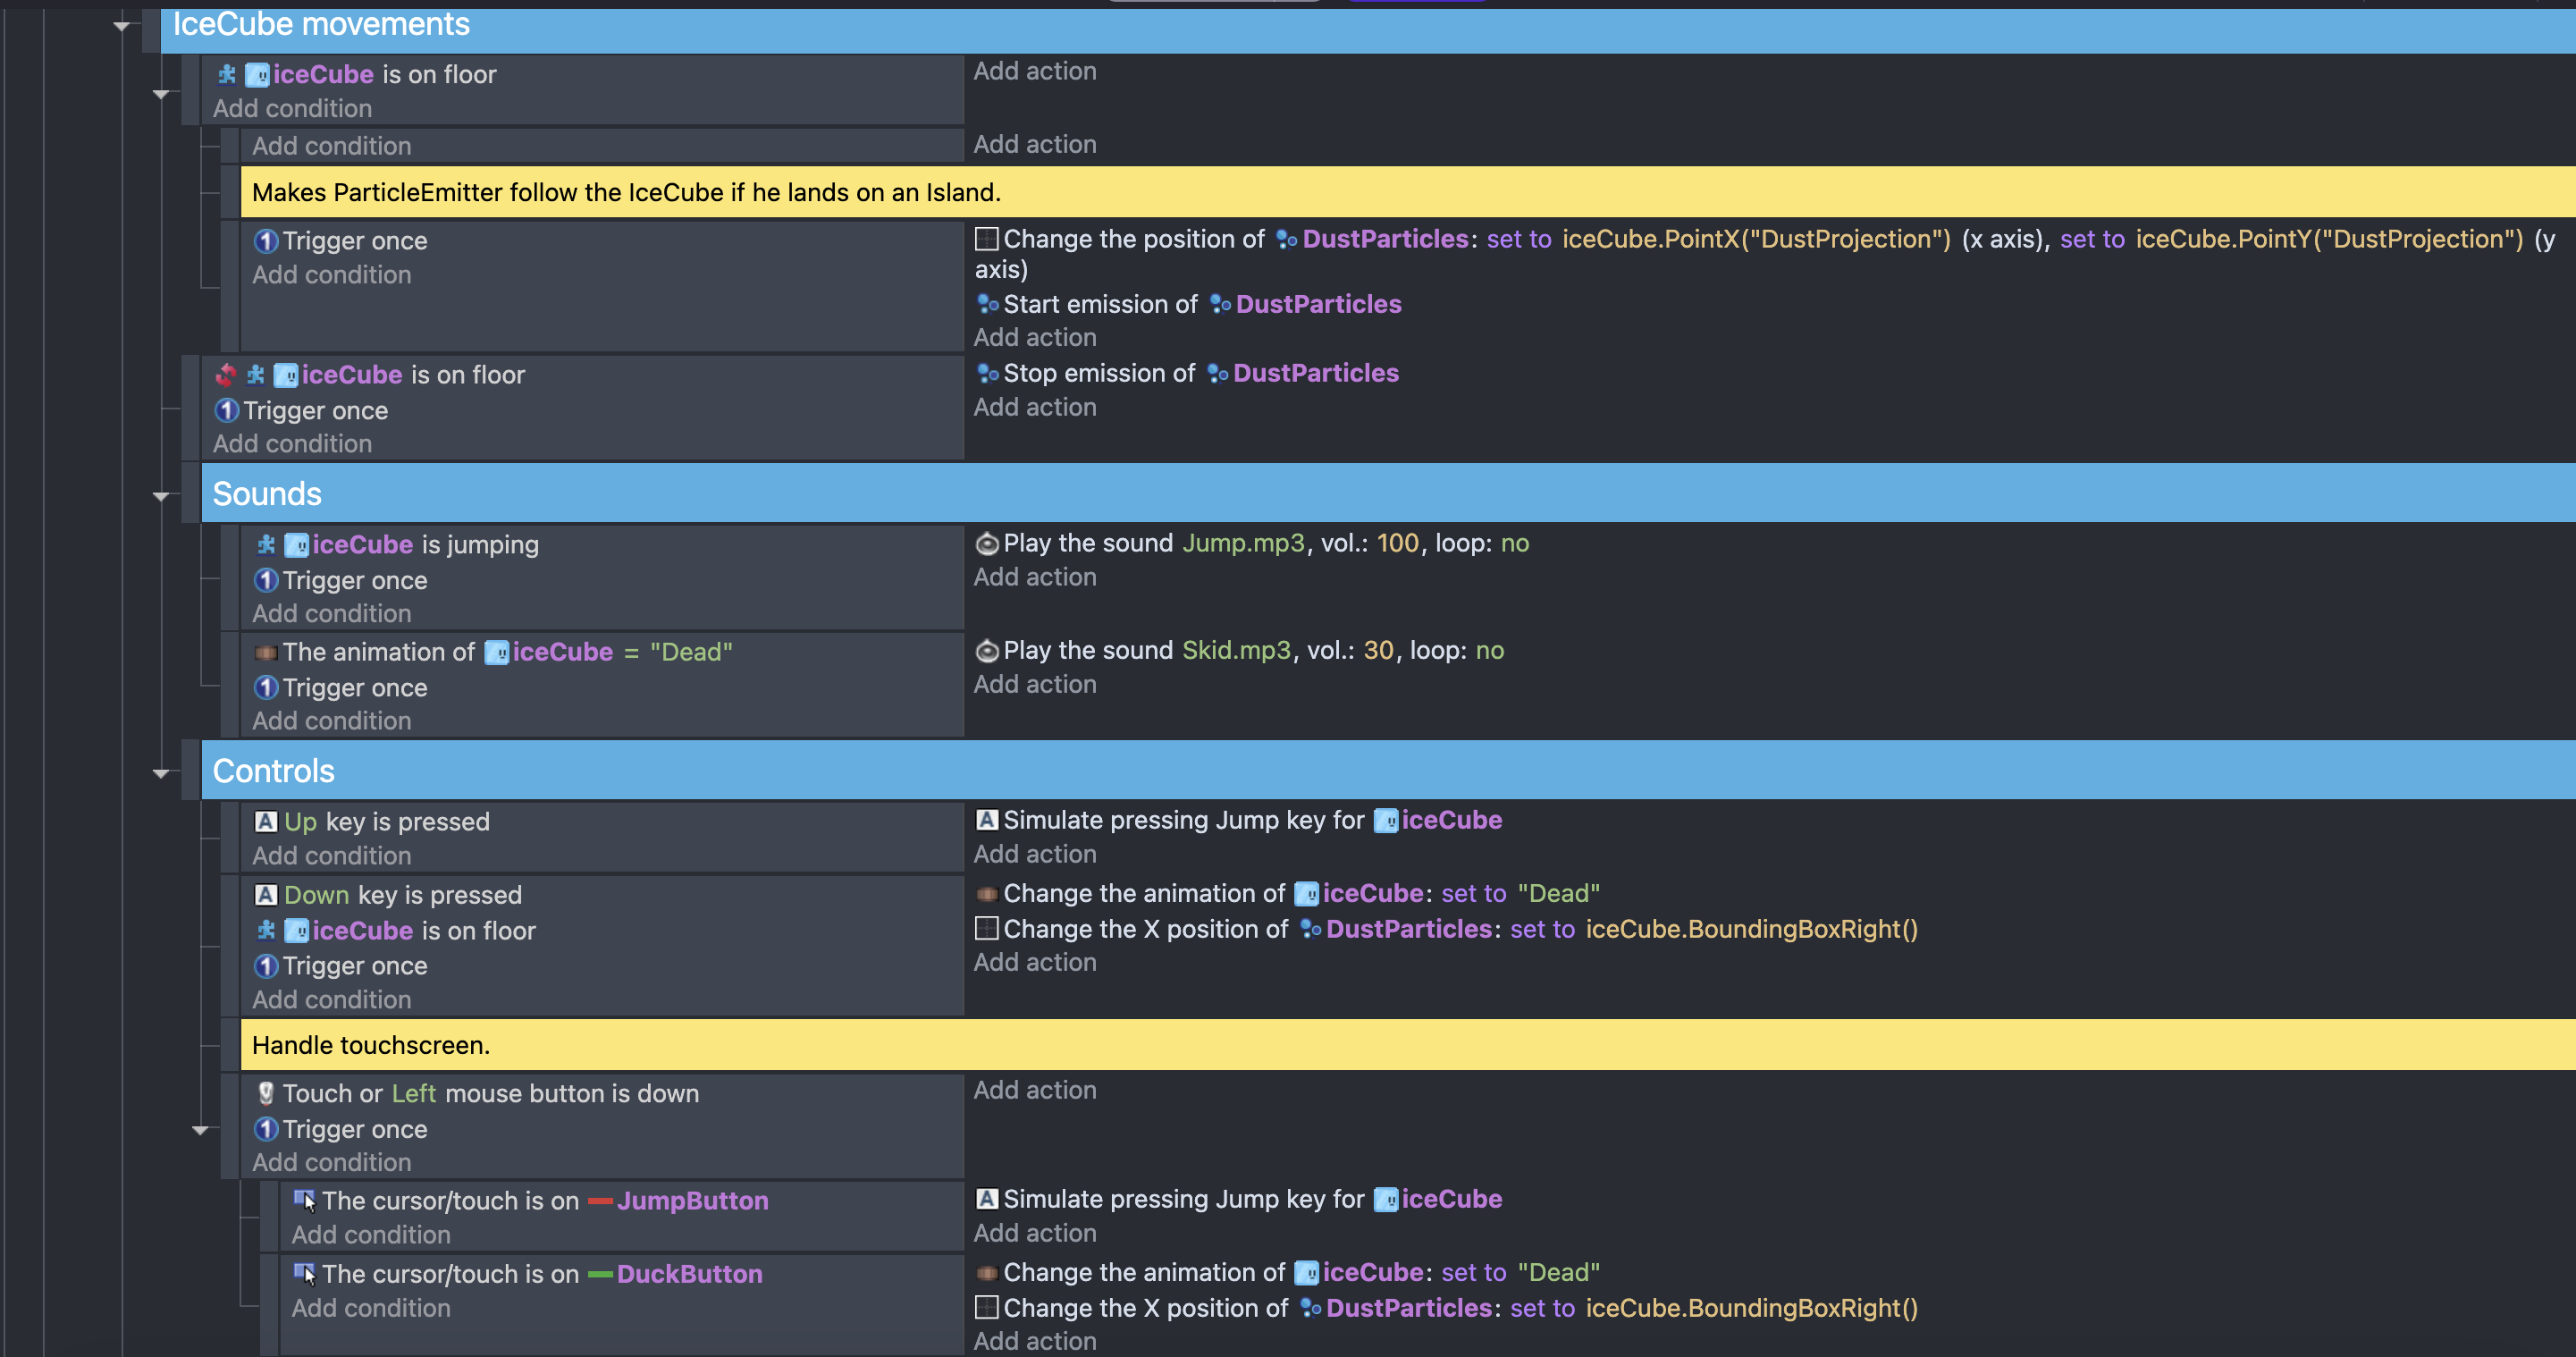 IceCube movements
iceCube is on floor
Add action
Add condition
Add condition
Add action
Makes ParticleEmitter follow the IceCube if he lands on an Island.
Trigger once
Add condition
Change the position of DustParticles: set to iceCube.PointX("DustProjection") (x axis), set to iceCube.PointY("DustProjection") (y
axis)
Start emission of DustParticles
Add action
iceCube is on floor
Trigger once
Add condition
Stop emission of DustParticles
Add action
Sounds
iceCube is jumping
Trigger once
Add condition
Play the sound Jump.mp3, vol.: 100, loop: no
Add action
The animation of iceCube = "Dead"
Trigger once
Add condition
Play the sound Skid.mp3, vol.: 30, loop: no
Add action
Controls
Up key is pressed
Add condition
Simulate pressing Jump key for iceCube
Add action
Down key is pressed
iceCube is on floor
Trigger once
Add condition
Change the animation of iceCube: set to "Dead"
Change the X position of DustParticles: set to iceCube.BoundingBoxRight()
Add action
Handle touchscreen.
Touch or Left mouse button is down
Trigger once
Add condition
Add action
The cursor/touch is on JumpButton
Add condition
Simulate pressing Jump key for iceCube
Add action
The cursor/touch is on DuckButton
Add condition
Change the animation of iceCube: set to "Dead"
Change the X position of DustParticles: set to iceCube.BoundingBoxRight()
Add action